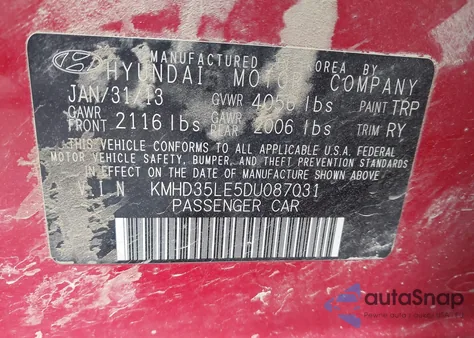 MANUFACTURED IN KOREA BY
HYUNDAI MOTOR COMPANY
JAN/31/13 GVWR 4056 lbs PAINT TRP
GAWR FRONT 2116 lbs GAWR REAR 2006 lbs TRIM RY
THIS VEHICLE CONFORMS TO ALL APPLICABLE U.S.A. FEDERAL
MOTOR VEHICLE SAFETY, BUMPER, AND THEFT PREVENTION
STANDARDS IN EFFECT ON THE DATE OF MANUFACTURE SHOWN ABOVE.
V.I.N KMHD35LE5DU087031
PASSENGER CAR
autoSnap